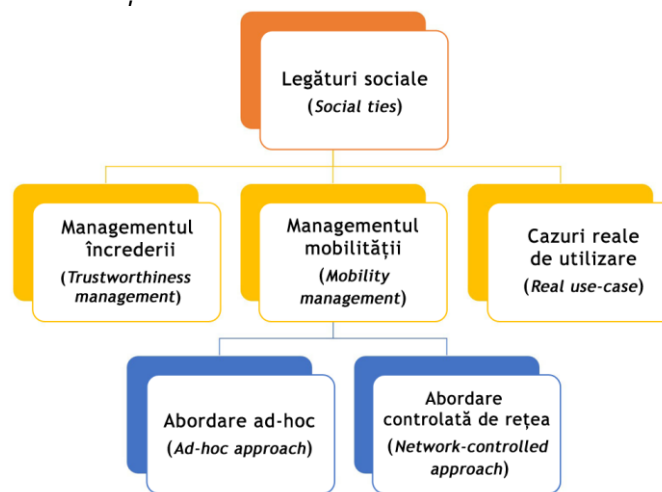 Legături sociale
(Social ties)
Managementul
încrederii
(Trustworthiness
management)
Managementul
mobilității
(Mobility
management)
Cazuri reale
de utilizare
(Real use-case)
Abordare ad-hoc
(Ad-hoc approach)
Abordare
controlată de rețea
(Network-controlled
approach)